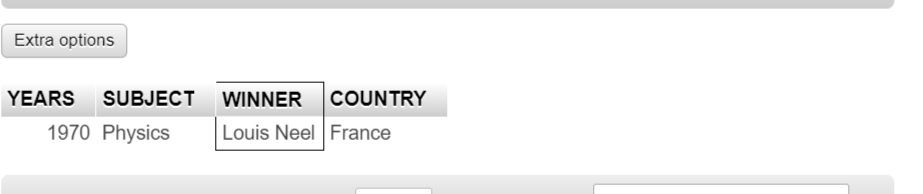 Extra options
YEARS SUBJECT WINNER COUNTRY
1970 Physics Louis Neel France